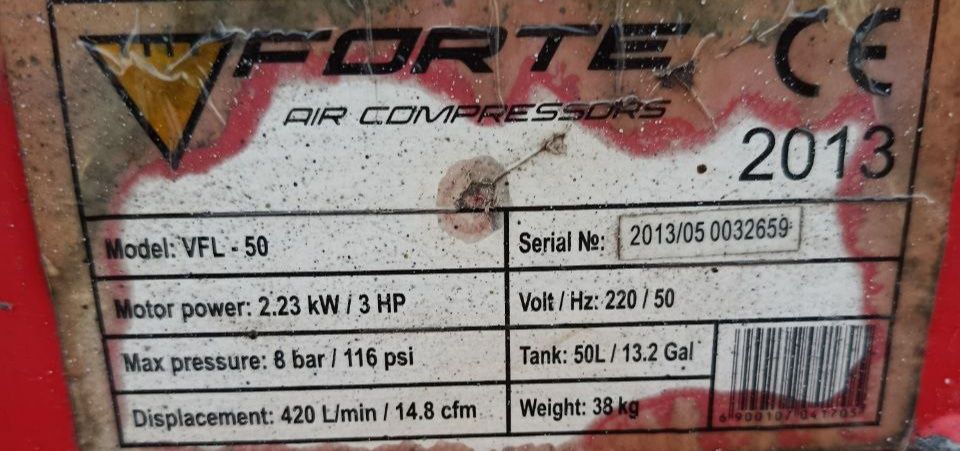 FORTE CE
AIR COMPRESSORS
2013
Model: VFL - 50
Serial №: 2013/05 0032659
Motor power: 2.23 kW / 3 HP
Volt / Hz: 220 / 50
Max pressure: 8 bar / 116 psi
Tank: 50L / 13.2 Gal
Displacement: 420 L/min / 14.8 cfm
Weight: 38 kg